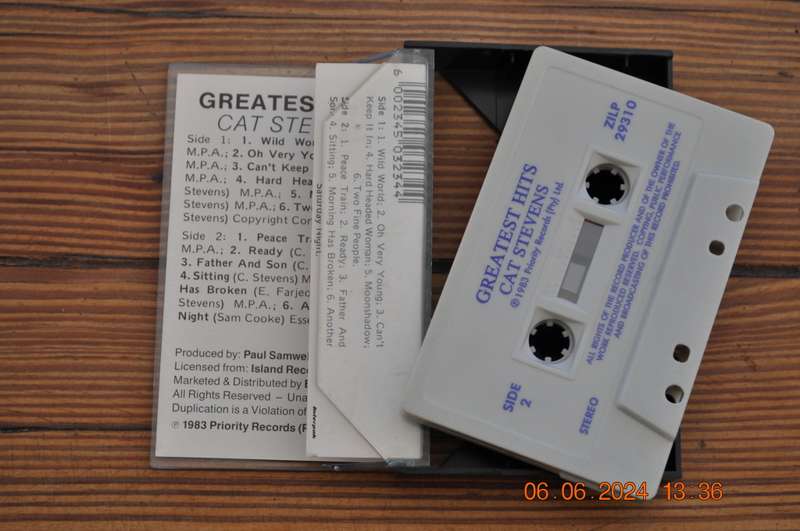 GREATES
CAT STE
Side 1: 1. Wild Wor
M.P.A.; 2. Oh Very Yo
M.P.A.; 3. Can't Keep
M.P.A.; 4. Hard Hea
Stevens) M.P.A.; 5. M
M.P.A.; 6. Tw
Stevens) Copyright Con
Side 2: 1. Peace Tra
M.P.A.; 2. Ready (C.
3. Father And Son (C.
4. Sitting (C. Stevens) M
Has Broken (E. Farjeo
Stevens) M.P.A.; 6. A
Night (Sam Cooke) Ess
Produced by: Paul Samwe
Licensed from: Island Reco
Marketed & Distributed by
All Rights Reserved – Una
Duplication is a Violation of
℗ 1983 Priority Records (P
6 002345 032344
Side 1: 1. Wild World; 2. Oh Very Young; 3. Can't
Keep It In; 4. Hard Headed Woman; 5. Moonshadow;
6. Two Fine People.
Side 2: 1. Peace Train; 2. Ready; 3. Father And
Son; 4. Sitting; 5. Morning Has Broken; 6. Another
Saturday Night.
Interpak
GREATEST HITS
CAT STEVENS
℗1983 Priority Records (Pty) Ltd.
ZILP
29310
SIDE
2
STEREO
ALL RIGHTS OF THE RECORD PRODUCER AND OF THE OWNER OF THE
WORK REPRODUCED RESERVED. COPYING, PUBLIC PERFORMANCE
AND BROADCASTING OF THIS RECORD PROHIBITED.
06.06.2024 13:36